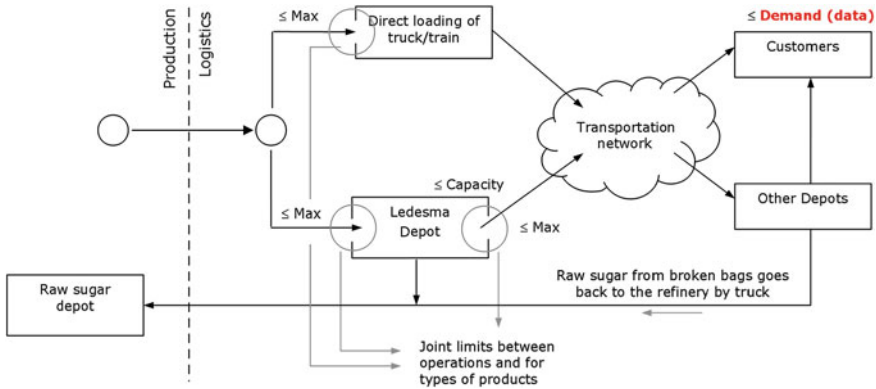 Production
Logistics
≤ Max
Direct loading of
truck/train
≤ Demand (data)
Customers
Transportation
network
≤ Capacity
≤ Max
Ledesma
Depot
≤ Max
Other Depots
Raw sugar
depot
Raw sugar from broken bags goes
back to the refinery by truck
Joint limits between
operations and for
types of products